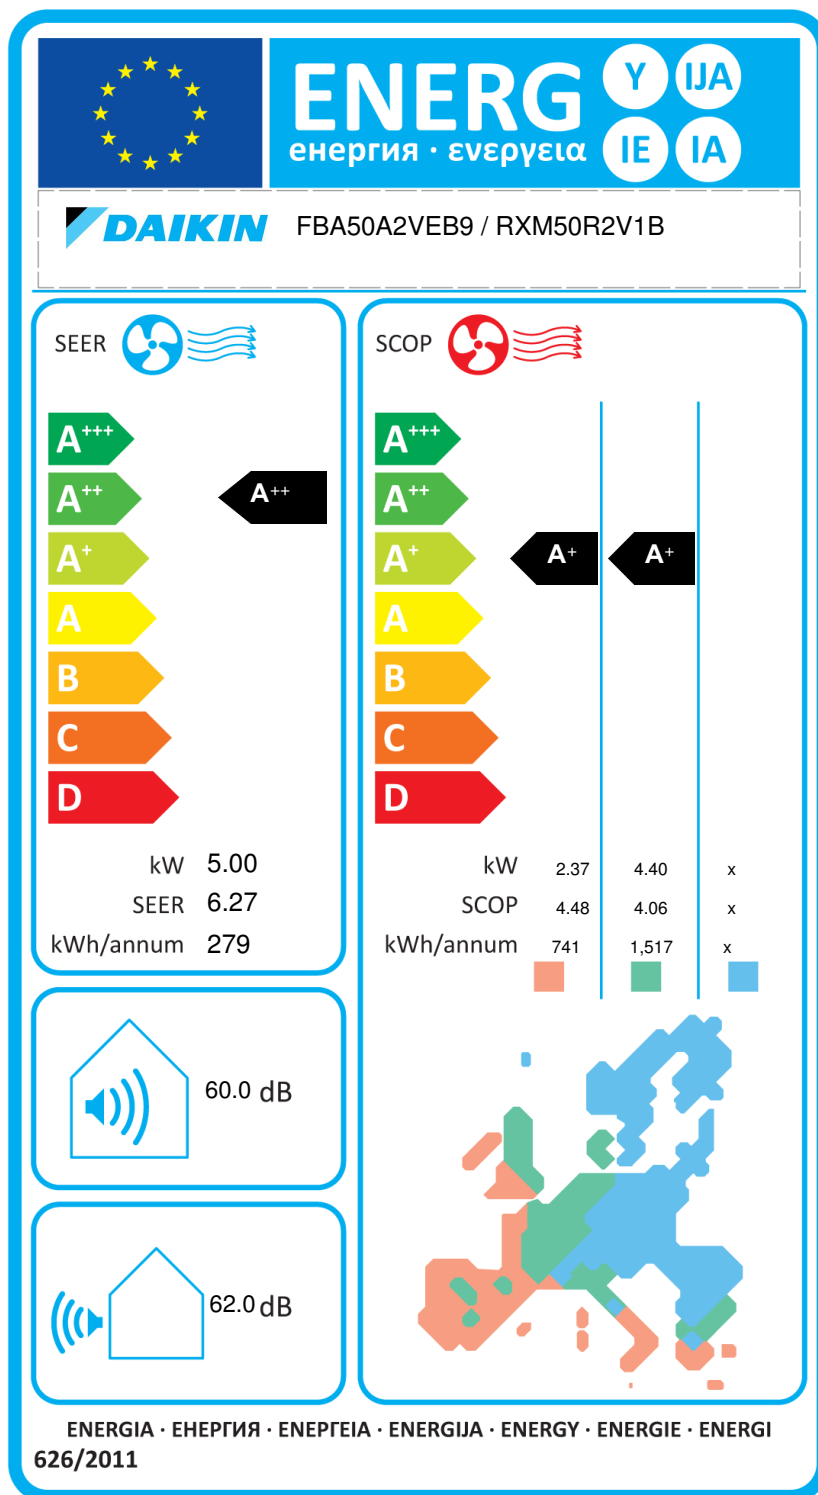 ENERG Y IJA
енергия · ενεργεια IE IA
DAIKIN FBA50A2VEB9 / RXM50R2V1B
SEER
A+++
A++ A++
A+
A
B
C
D
kW 5.00
SEER 6.27
kWh/annum 279
SCOP
A+++
A++
A+ A+ A+
A
B
C
D
kW 2.37 4.40 x
SCOP 4.48 4.06 x
kWh/annum 741 1,517 x
60.0 dB
62.0 dB
ENERGIA · ЕНЕРГИЯ · ΕΝΕΡΓΕΙΑ · ENERGIJA · ENERGY · ENERGIE · ENERGI
626/2011